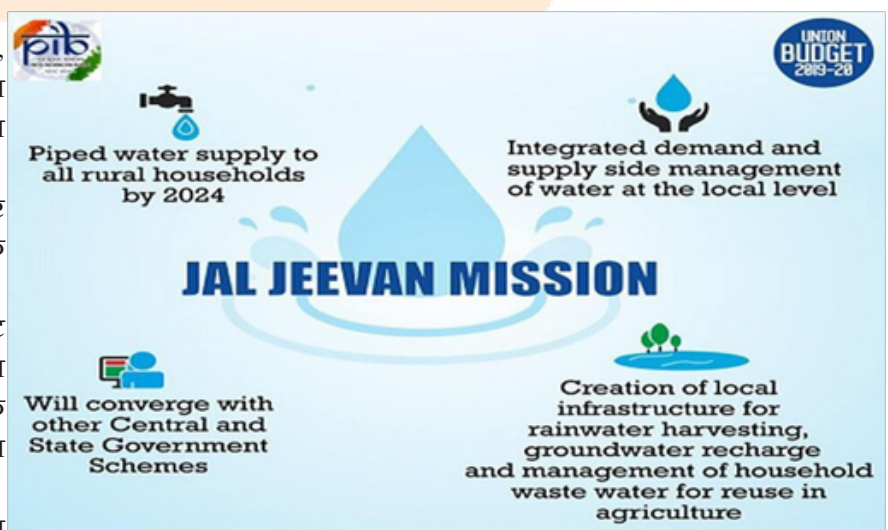 pib
UNION
BUDGET
2019-20
Piped water supply to
all rural households
by 2024
Integrated demand and
supply side management
of water at the local level
JAL JEEVAN MISSION
Will converge with
other Central and
State Government
Schemes
Creation of local
infrastructure for
rainwater harvesting,
groundwater recharge
and management of household
waste water for reuse in
agriculture